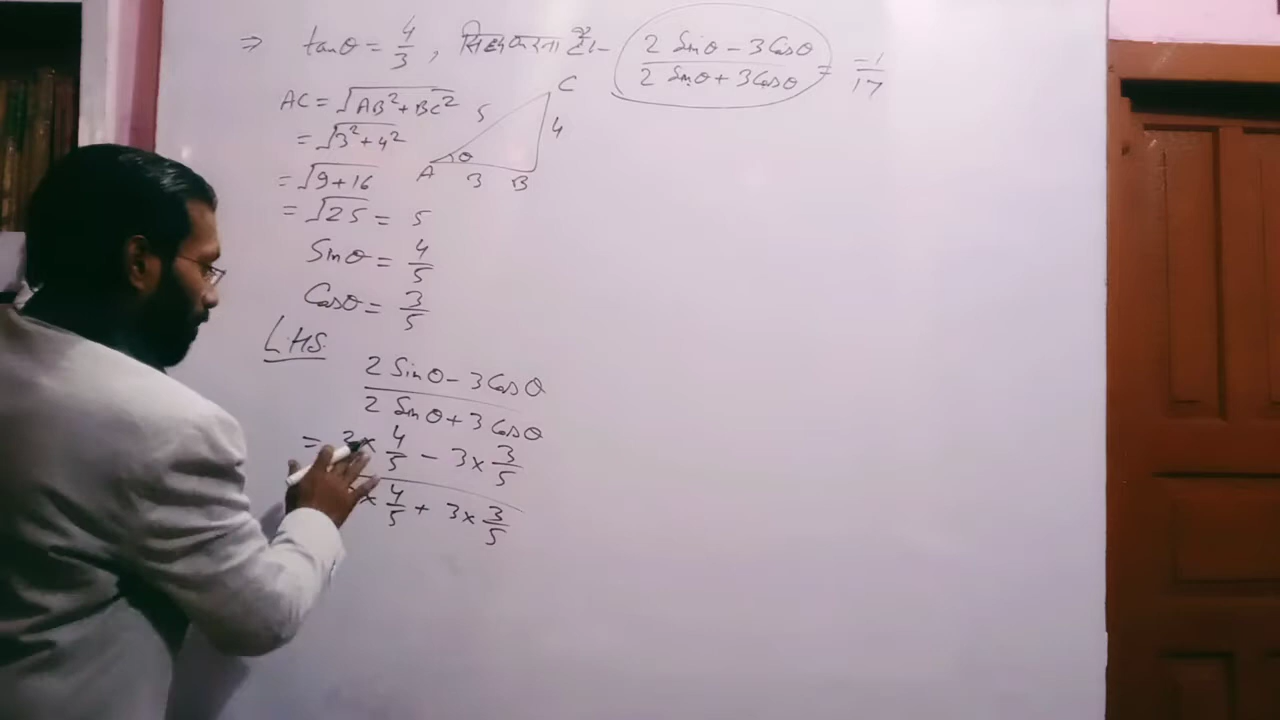 ⇒ tanθ = 4/3 , सिद्ध करना है:- (2 Sinθ - 3 Cosθ)/(2 Sinθ + 3 Cosθ) = -1/17
AC = √(AB² + BC²)
= √(3² + 4²)
= √(9 + 16)
= √25 = 5
C
5
4
θ
A 3 B
Sinθ = 4/5
Cosθ = 3/5
L.H.S.
(2 Sinθ - 3 Cosθ)/(2 Sinθ + 3 Cosθ)
= 2 × 4/5 - 3 × 3/5
× 4/5 + 3 × 3/5